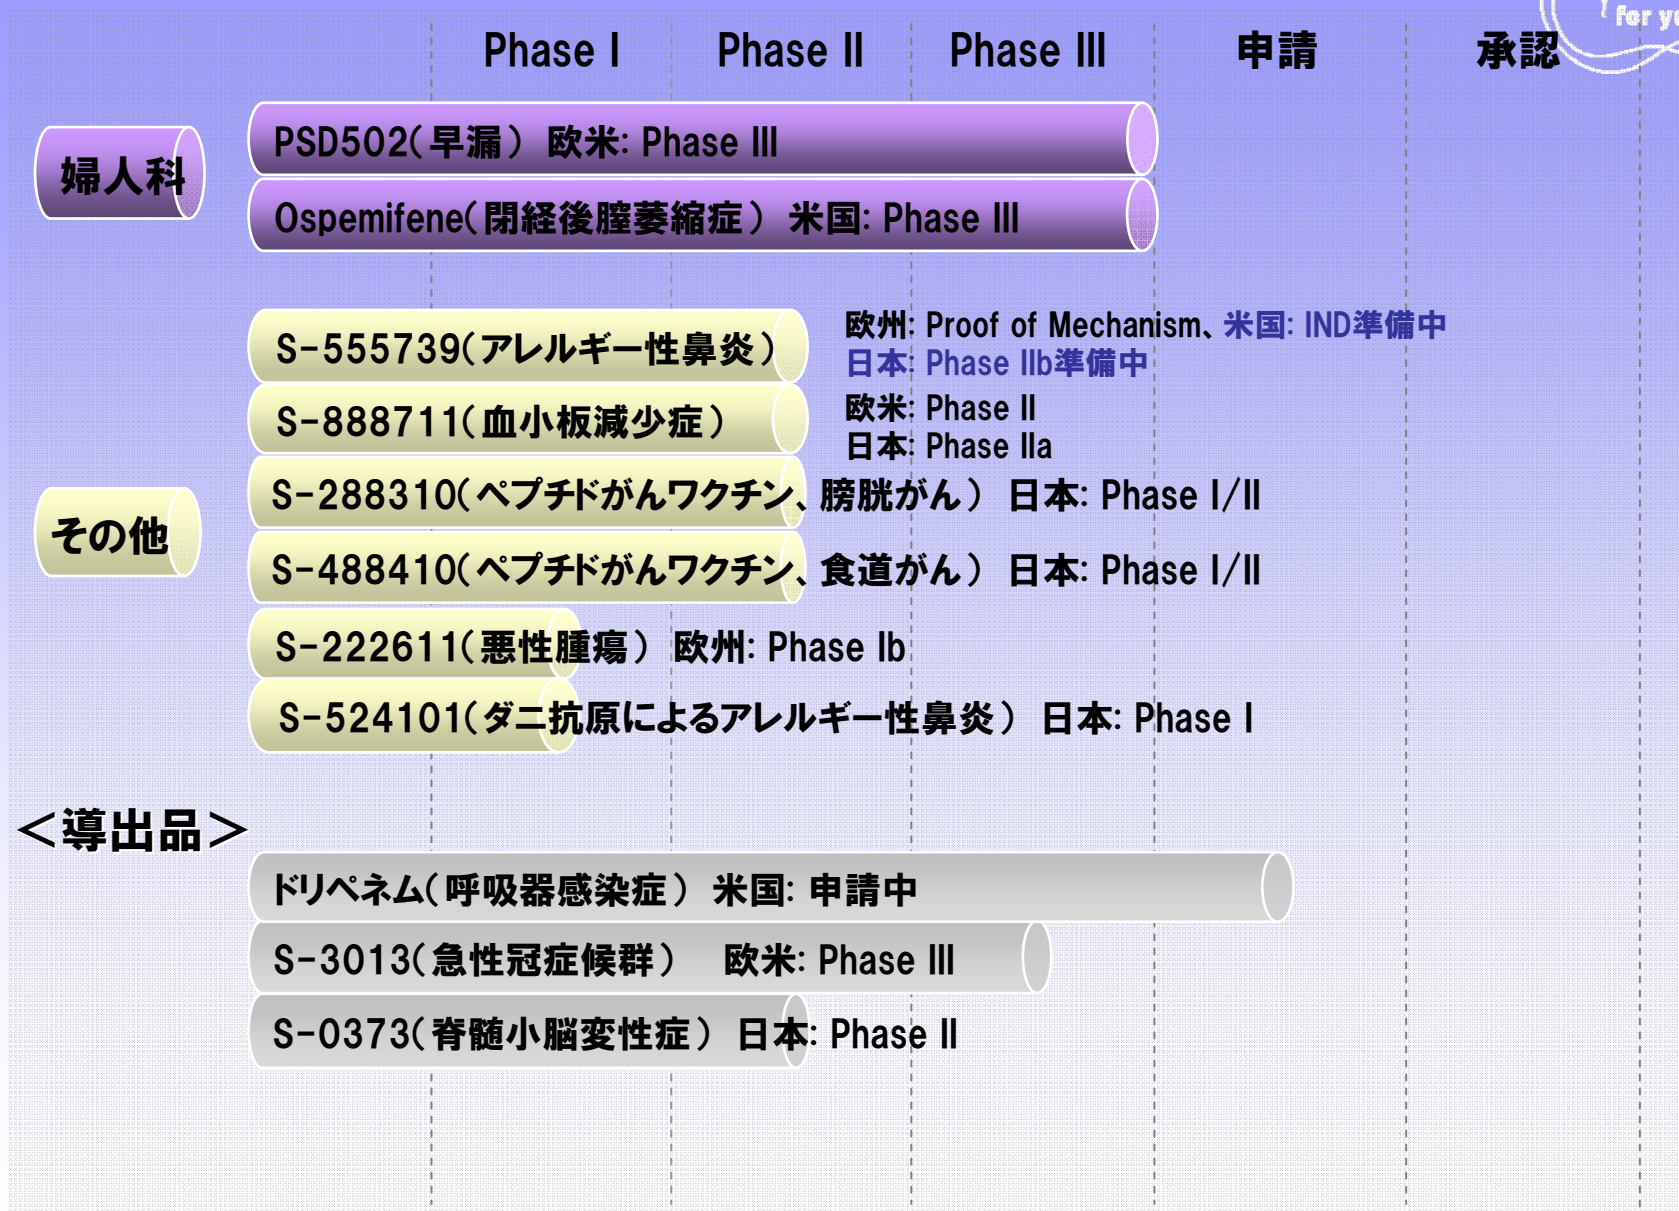 for yo
Phase I Phase II Phase III 申請 承認
婦人科
PSD502(早漏) 欧米: Phase III
Ospemifene(閉経後膣萎縮症) 米国: Phase III
その他
S-555739(アレルギー性鼻炎)
欧州: Proof of Mechanism、米国: IND準備中
日本: Phase IIb準備中
S-888711(血小板減少症)
欧米: Phase II
日本: Phase IIa
S-288310(ペプチドがんワクチン、膀胱がん) 日本: Phase I/II
S-488410(ペプチドがんワクチン、食道がん) 日本: Phase I/II
S-222611(悪性腫瘍) 欧州: Phase Ib
S-524101(ダニ抗原によるアレルギー性鼻炎) 日本: Phase I
＜導出品＞
ドリペネム(呼吸器感染症) 米国: 申請中
S-3013(急性冠症候群) 欧米: Phase III
S-0373(脊髄小脳変性症) 日本: Phase II